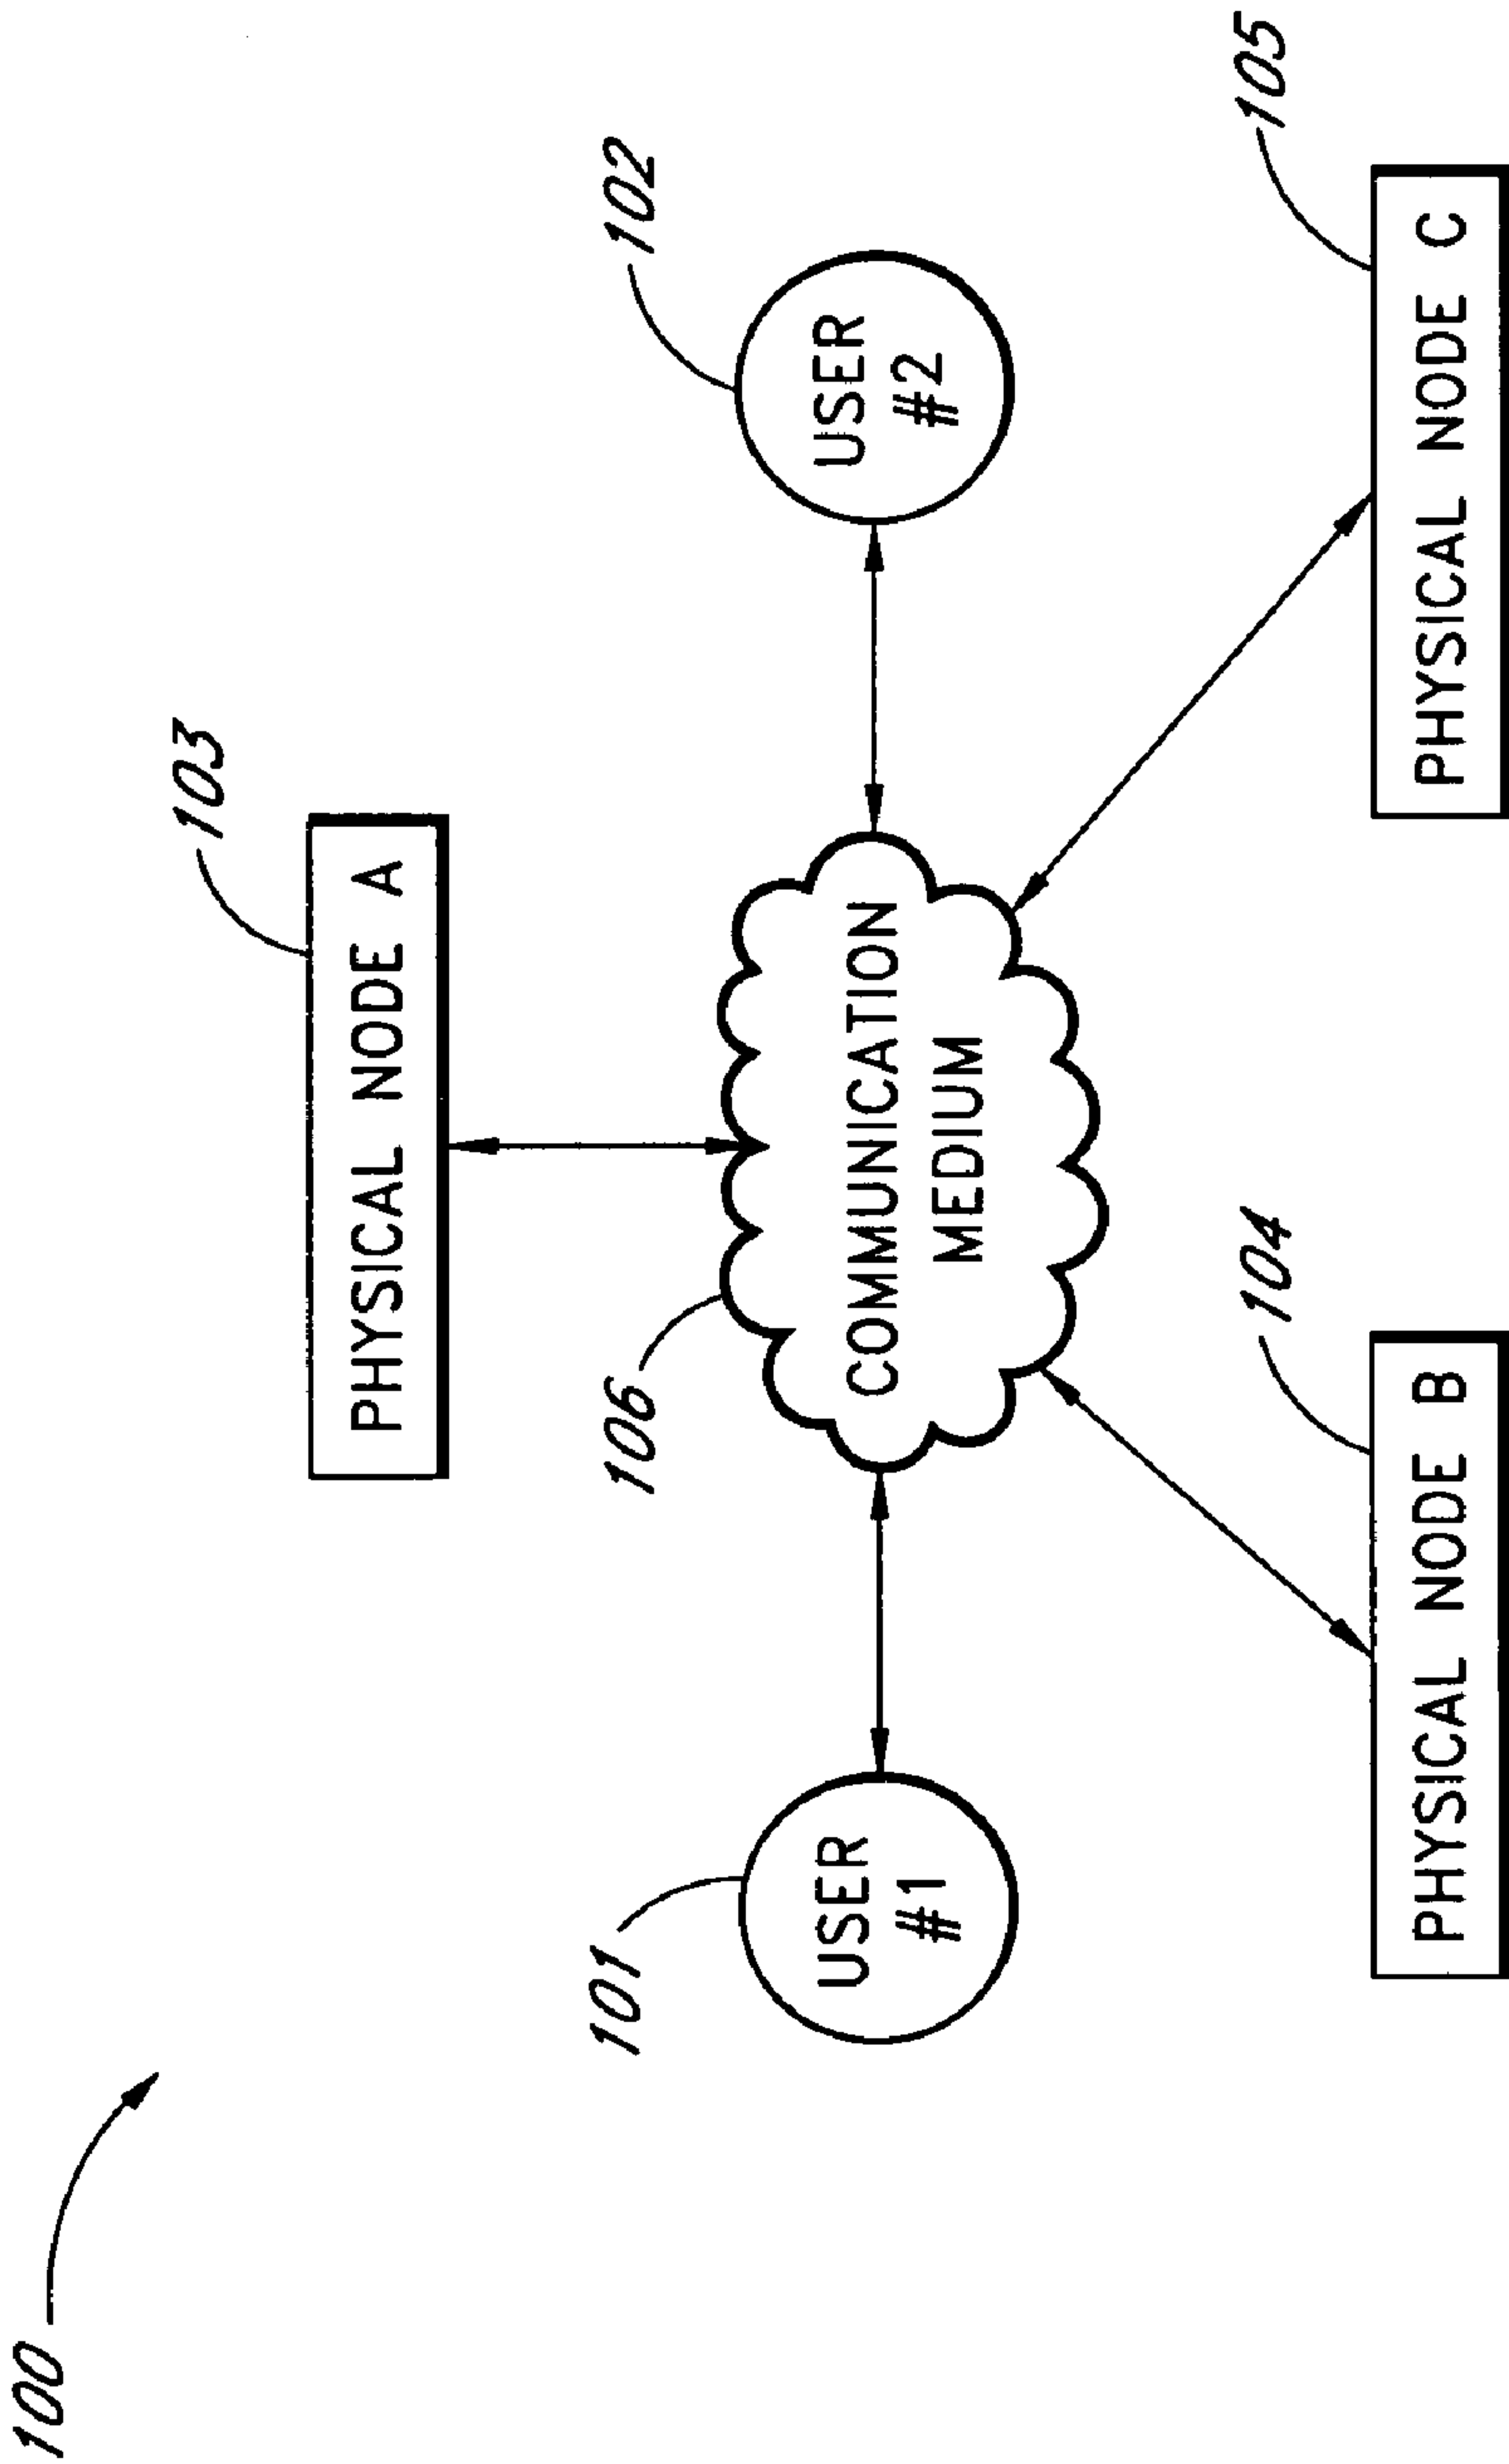 100
103
PHYSICAL NODE A
101
106
102
USER
#1
COMMUNICATION
MEDIUM
USER
#2
104
105
PHYSICAL NODE B
PHYSICAL NODE C